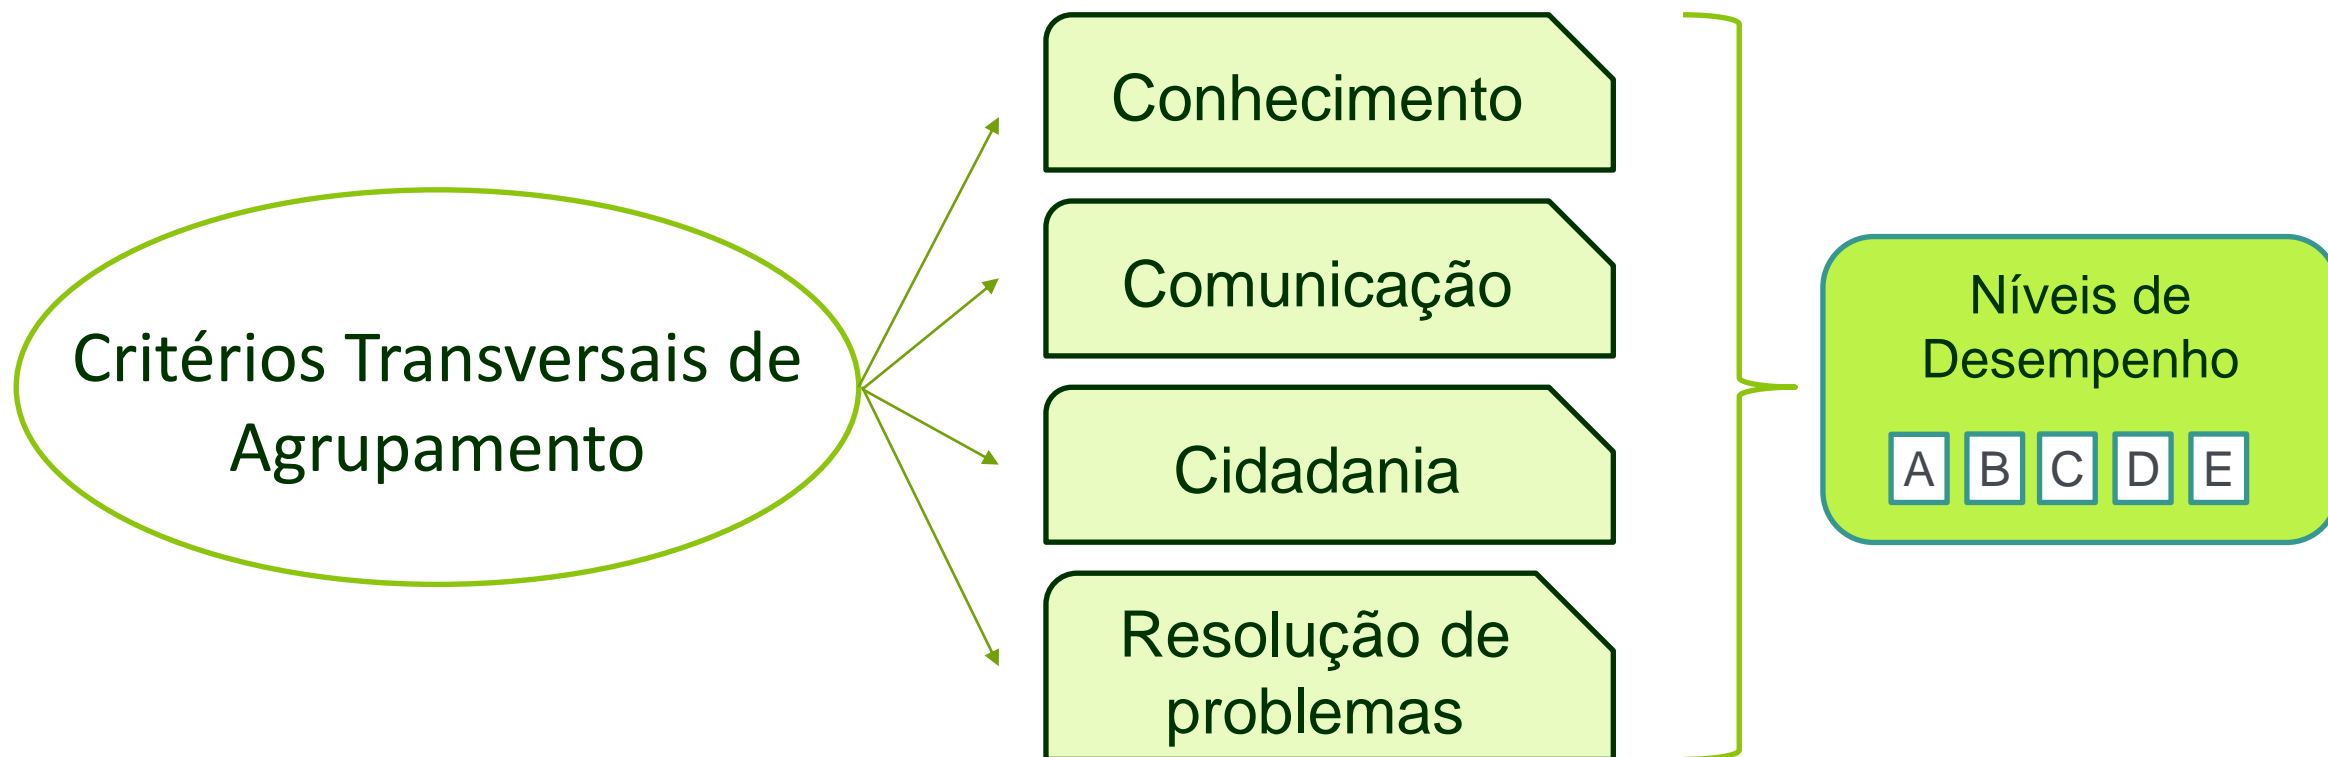 Critérios Transversais de
Agrupamento
Conhecimento
Comunicação
Cidadania
Resolução de
problemas
Níveis de
Desempenho
A B C D E